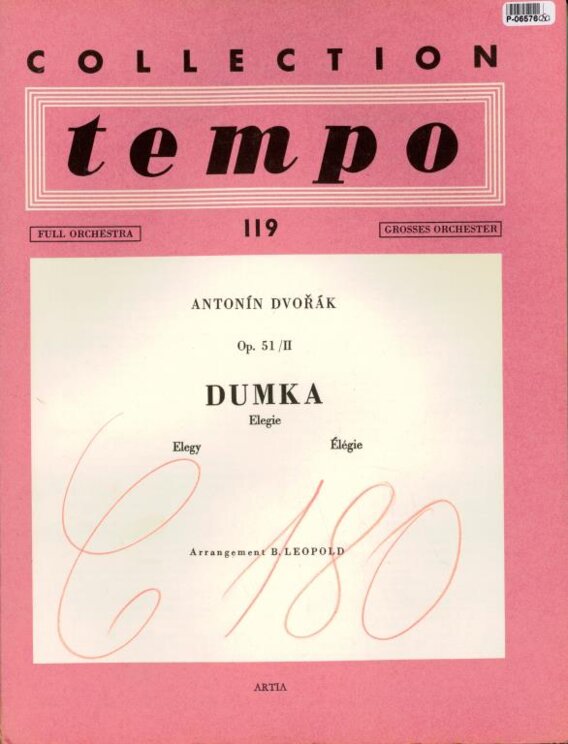 P-06576
COLLECTION
tempo
FULL ORCHESTRA 119 GROSSES ORCHESTER
ANTONÍN DVOŘÁK
Op. 51/II
DUMKA
Elegie
Elegy Élégie
C 180
Arrangement B. LEOPOLD
ARTIA